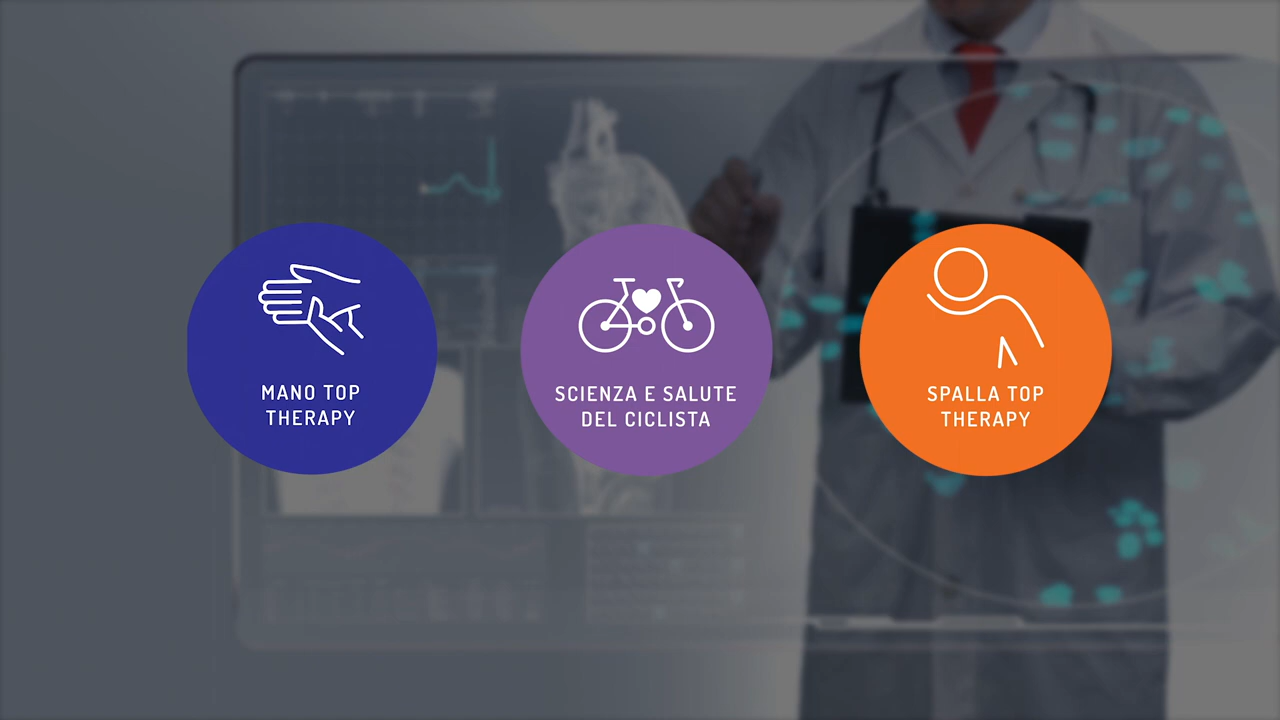 MANO TOP
THERAPY
SCIENZA E SALUTE
DEL CICLISTA
SPALLA TOP
THERAPY